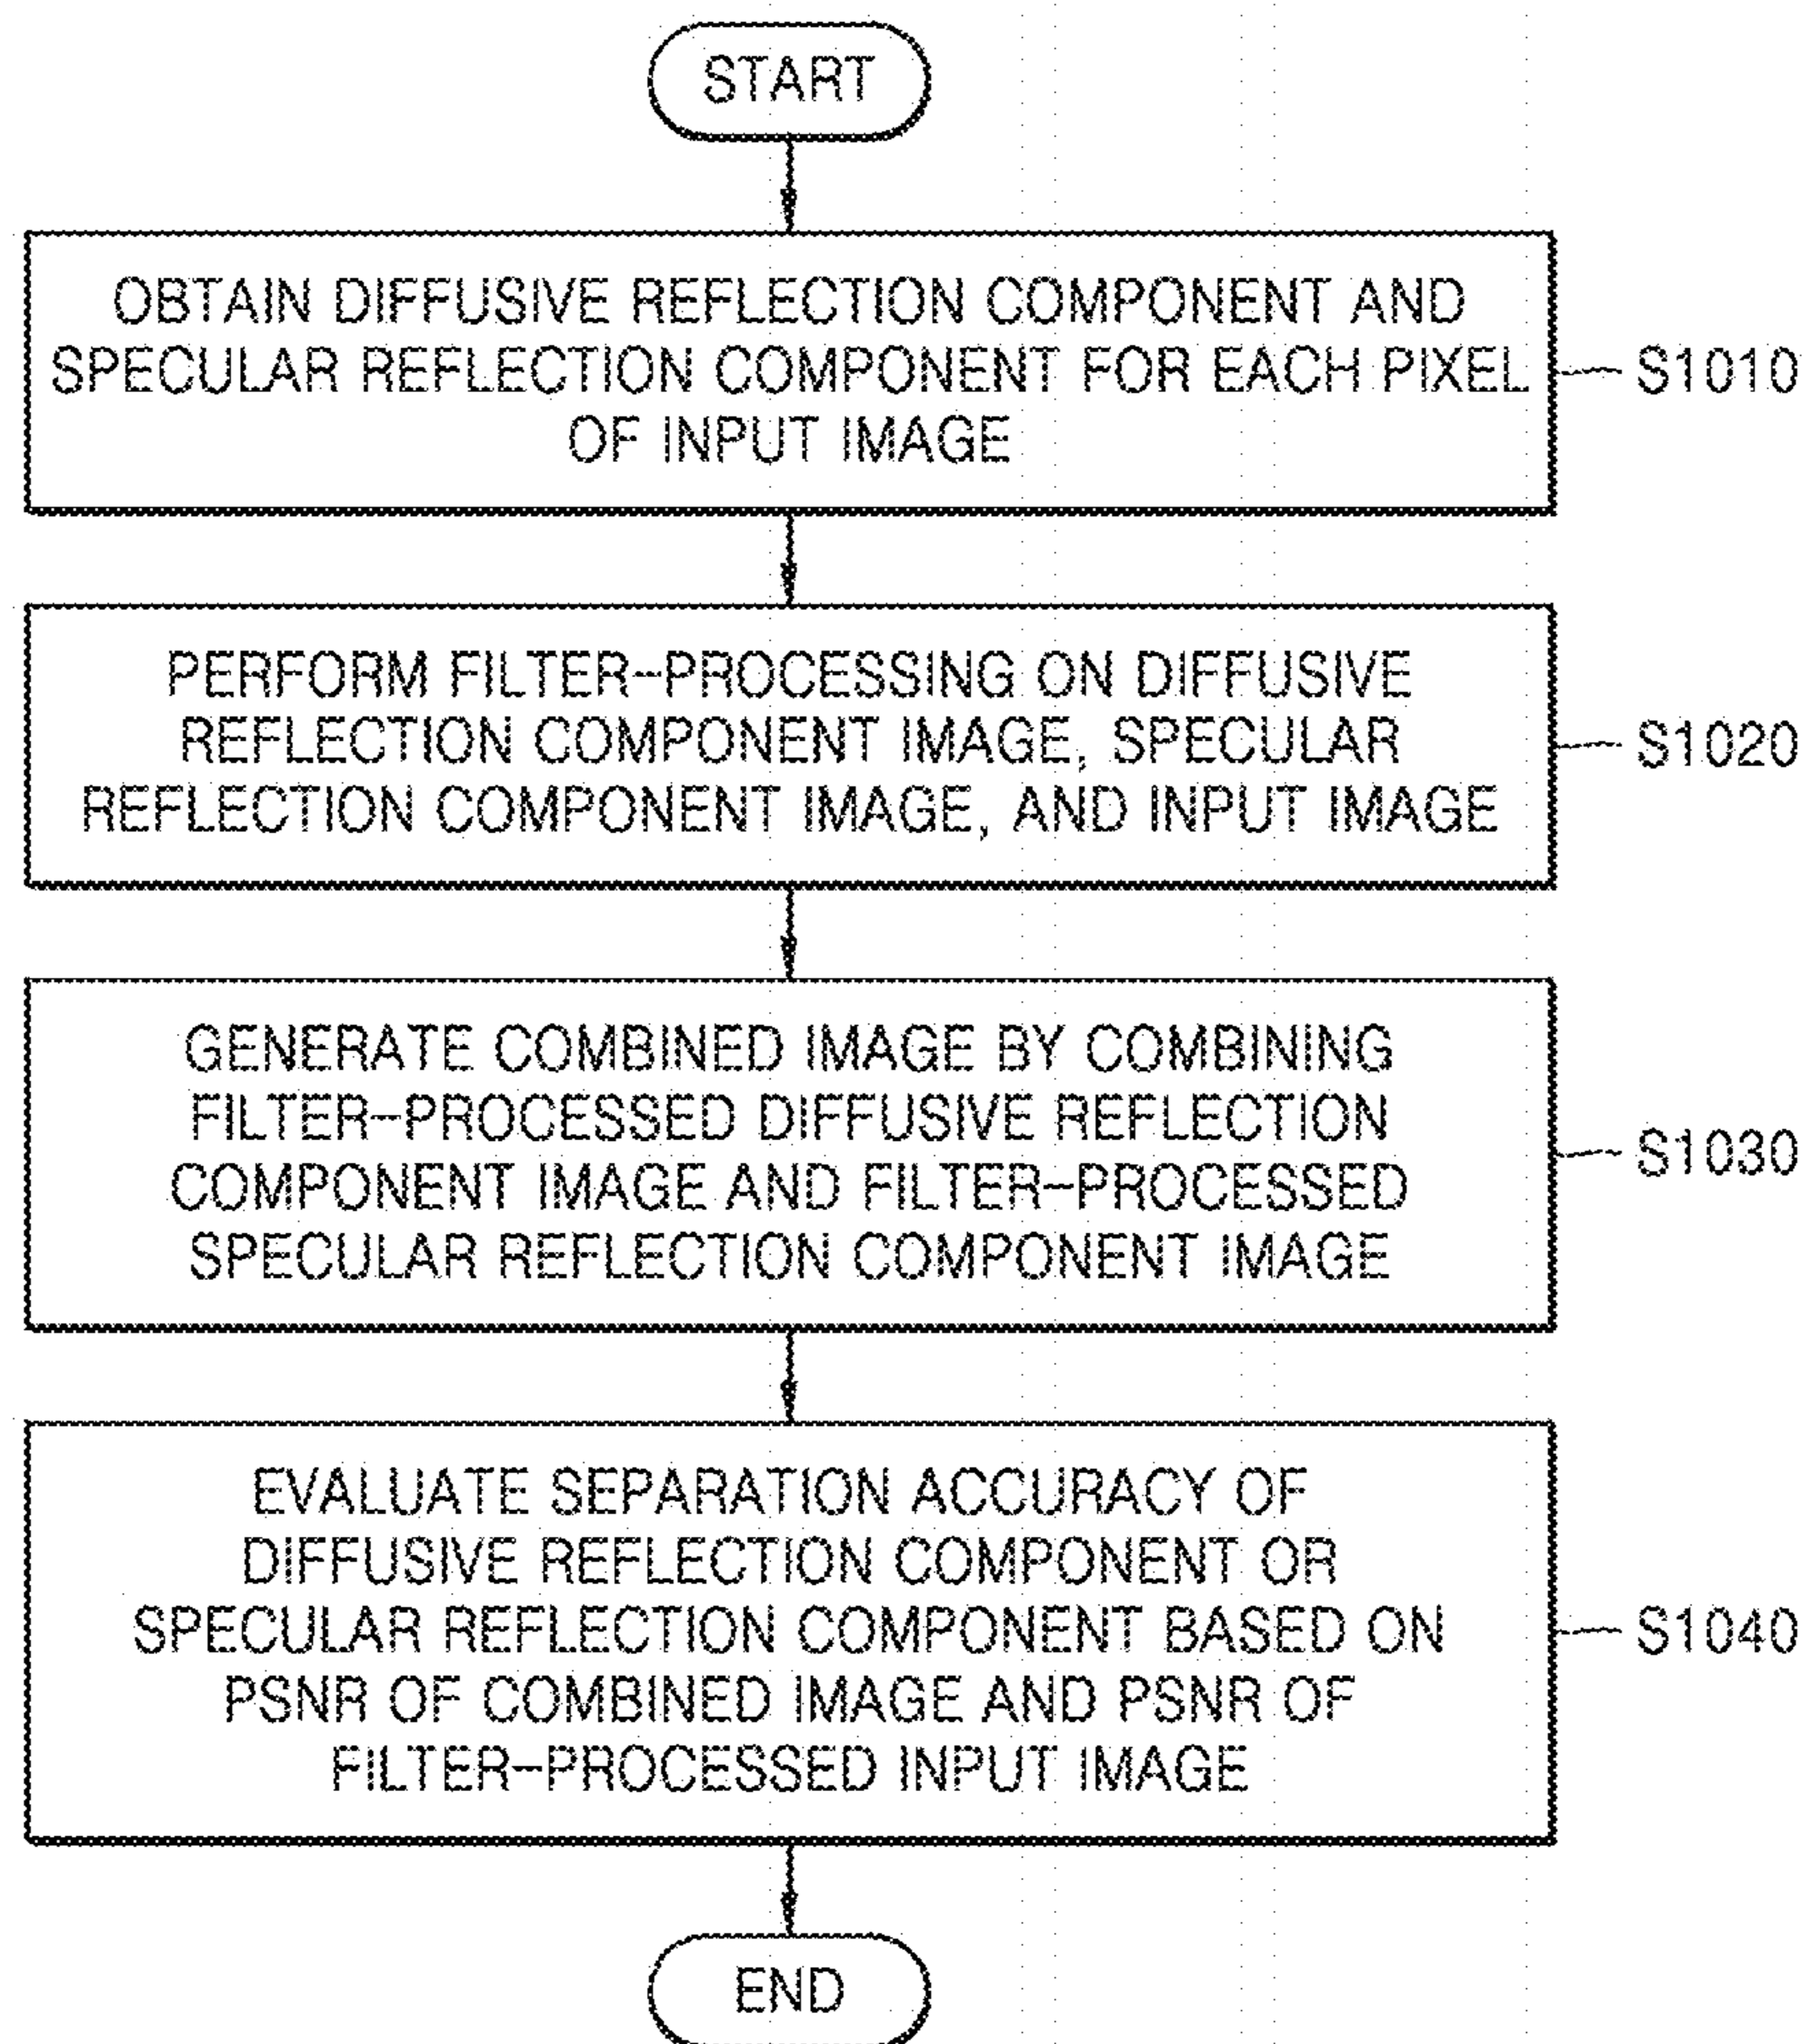 START
OBTAIN DIFFUSIVE REFLECTION COMPONENT AND
SPECULAR REFLECTION COMPONENT FOR EACH PIXEL
OF INPUT IMAGE
S1010
PERFORM FILTER-PROCESSING ON DIFFUSIVE
REFLECTION COMPONENT IMAGE, SPECULAR
REFLECTION COMPONENT IMAGE, AND INPUT IMAGE
S1020
GENERATE COMBINED IMAGE BY COMBINING
FILTER-PROCESSED DIFFUSIVE REFLECTION
COMPONENT IMAGE AND FILTER-PROCESSED
SPECULAR REFLECTION COMPONENT IMAGE
S1030
EVALUATE SEPARATION ACCURACY OF
DIFFUSIVE REFLECTION COMPONENT OR
SPECULAR REFLECTION COMPONENT BASED ON
PSNR OF COMBINED IMAGE AND PSNR OF
FILTER-PROCESSED INPUT IMAGE
S1040
END